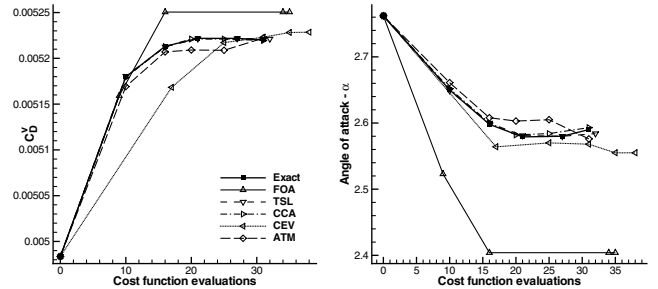 0.00525
0.0052
0.00515
0.0051
0.00505
0.005
C_D^v
0 10 20 30
Cost function evaluations
Exact
FOA
TSL
CCA
CEV
ATM
2.7
2.6
2.5
2.4
Angle of attack - α
0 5 10 15 20 25 30 35
Cost function evaluations